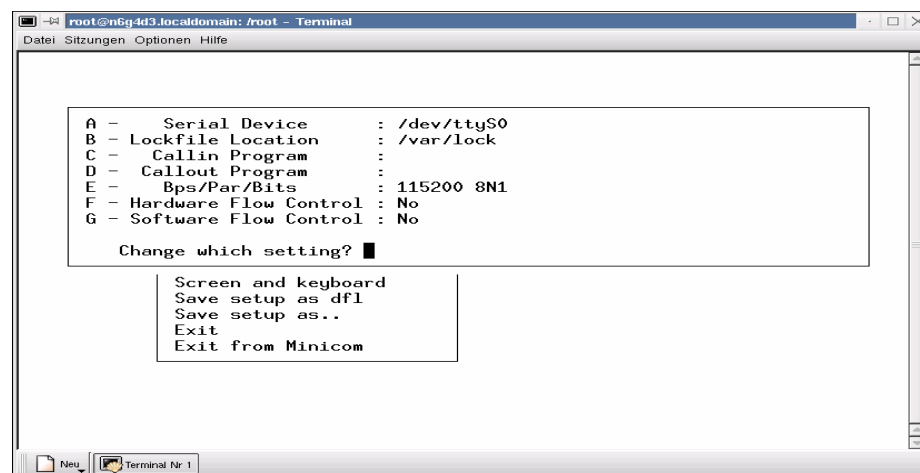 root@n6g4d3.localdomain: /root - Terminal
Datei Sitzungen Optionen Hilfe
A - Serial Device : /dev/ttyS0
B - Lockfile Location : /var/lock
C - Callin Program :
D - Callout Program :
E - Bps/Par/Bits : 115200 8N1
F - Hardware Flow Control : No
G - Software Flow Control : No
Change which setting?
Screen and keyboard
Save setup as dfl
Save setup as..
Exit
Exit from Minicom
Neu Terminal Nr 1